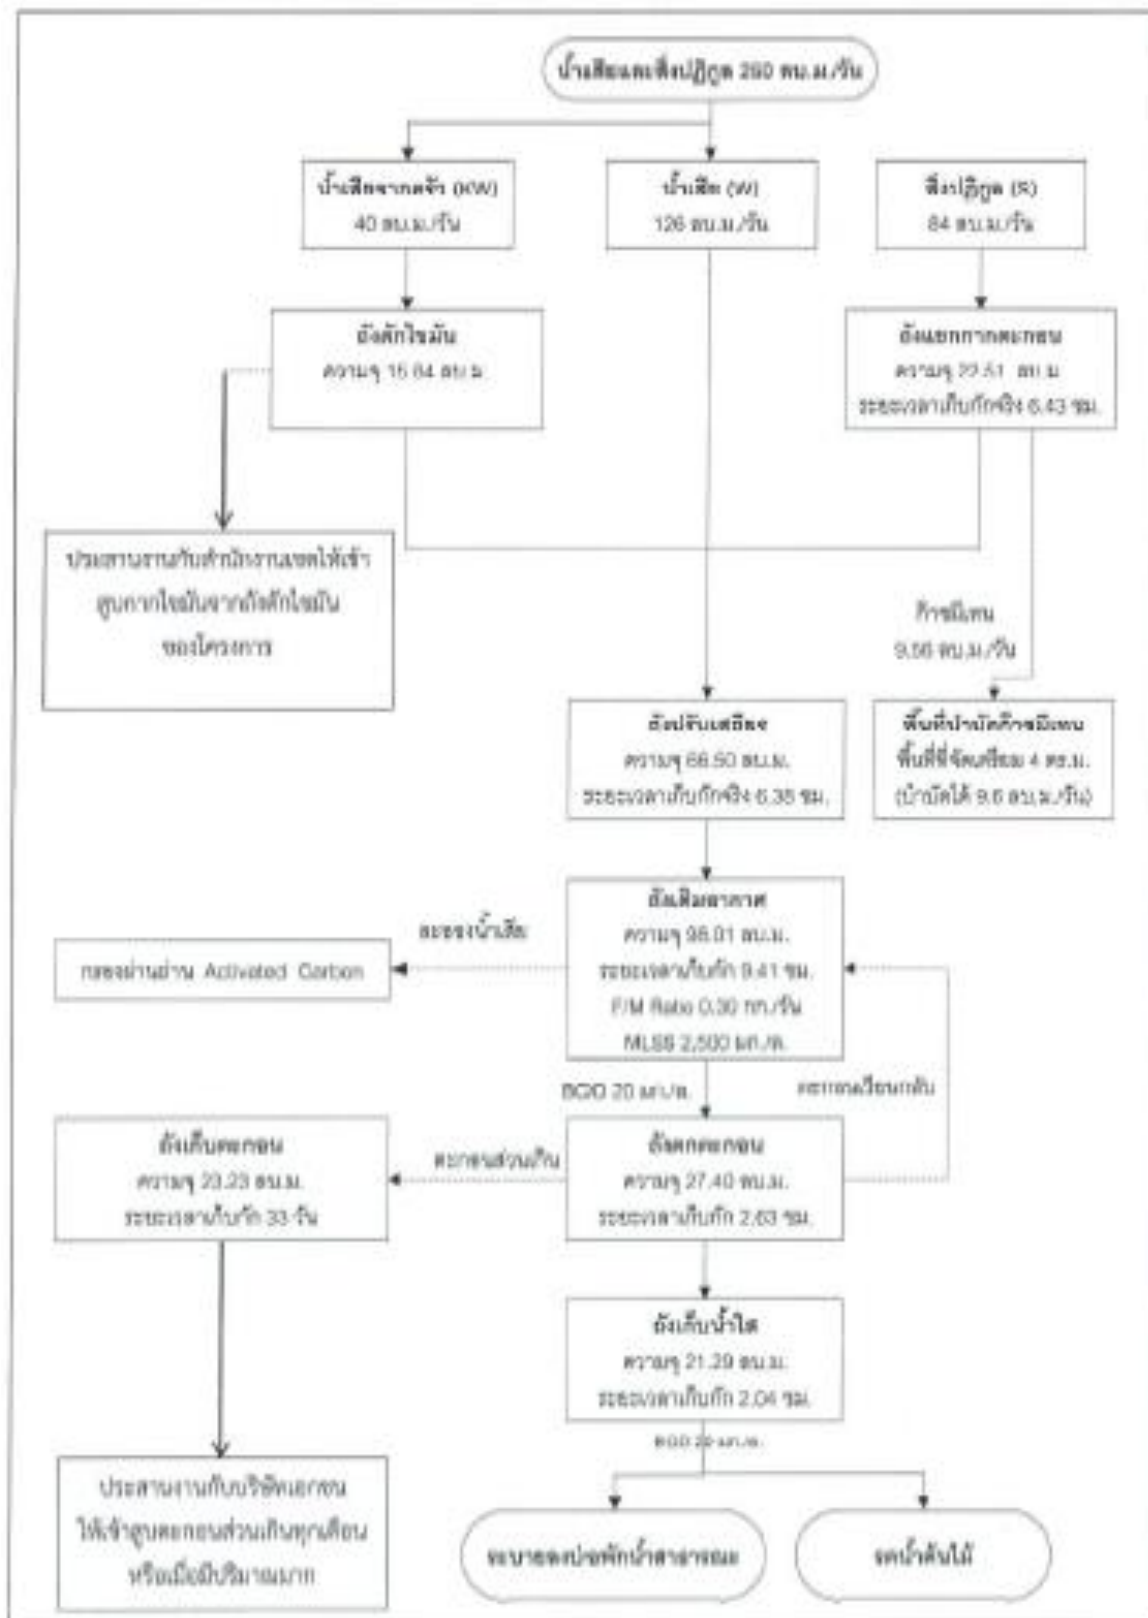 น้ำเสียและสิ่งปฏิกูล 250 ลบ.ม./วัน
น้ำเสียจากครัว (KW)
40 ลบ.ม./วัน
น้ำเสีย (W)
126 ลบ.ม./วัน
สิ่งปฏิกูล (S)
84 ลบ.ม./วัน
ถังดักไขมัน
ความจุ 15.84 ลบ.ม
ถังแยกกากตะกอน
ความจุ 22.51 ลบ.ม
ระยะเวลาเก็บกักจริง 6.43 ชม.
ประสานงานกับสำนักงานเขตให้เข้า
สูบกากไขมันจากถังดักไขมัน
ของโครงการ
ก๊าซมีเทน
9.56 ลบ.ม./วัน
ถังปรับเสถียร
ความจุ 66.50 ลบ.ม.
ระยะเวลาเก็บกักจริง 6.38 ชม.
พื้นที่บำบัดก๊าซมีเทน
พื้นที่ที่จัดเตรียม 4 ตร.ม.
(บำบัดได้ 9.6 ลบ.ม./วัน)
ถังเติมอากาศ
ความจุ 98.01 ลบ.ม.
ระยะเวลาเก็บกัก 9.41 ชม.
F/M Ratio 0.30 กก./วัน
MLSS 2,500 มก./ล.
ละอองน้ำเสีย
กรองผ่านถ่าน Activated Carbon
BOD 20 มก./ล.
ตะกอนเวียนกลับ
ถังเก็บตะกอน
ความจุ 23.23 ลบ.ม.
ระยะเวลาเก็บกัก 33 วัน
ตะกอนส่วนเกิน
ถังตกตะกอน
ความจุ 27.40 ลบ.ม.
ระยะเวลาเก็บกัก 2.63 ชม.
ถังเก็บน้ำใส
ความจุ 21.29 ลบ.ม.
ระยะเวลาเก็บกัก 2.04 ชม.
BOD 20 มก./ล.
ประสานงานกับบริษัทเอกชน
ให้เข้าสูบตะกอนส่วนเกินทุกเดือน
หรือเมื่อมีปริมาณมาก
ระบายลงบ่อพักน้ำสาธารณะ
รดน้ำต้นไม้